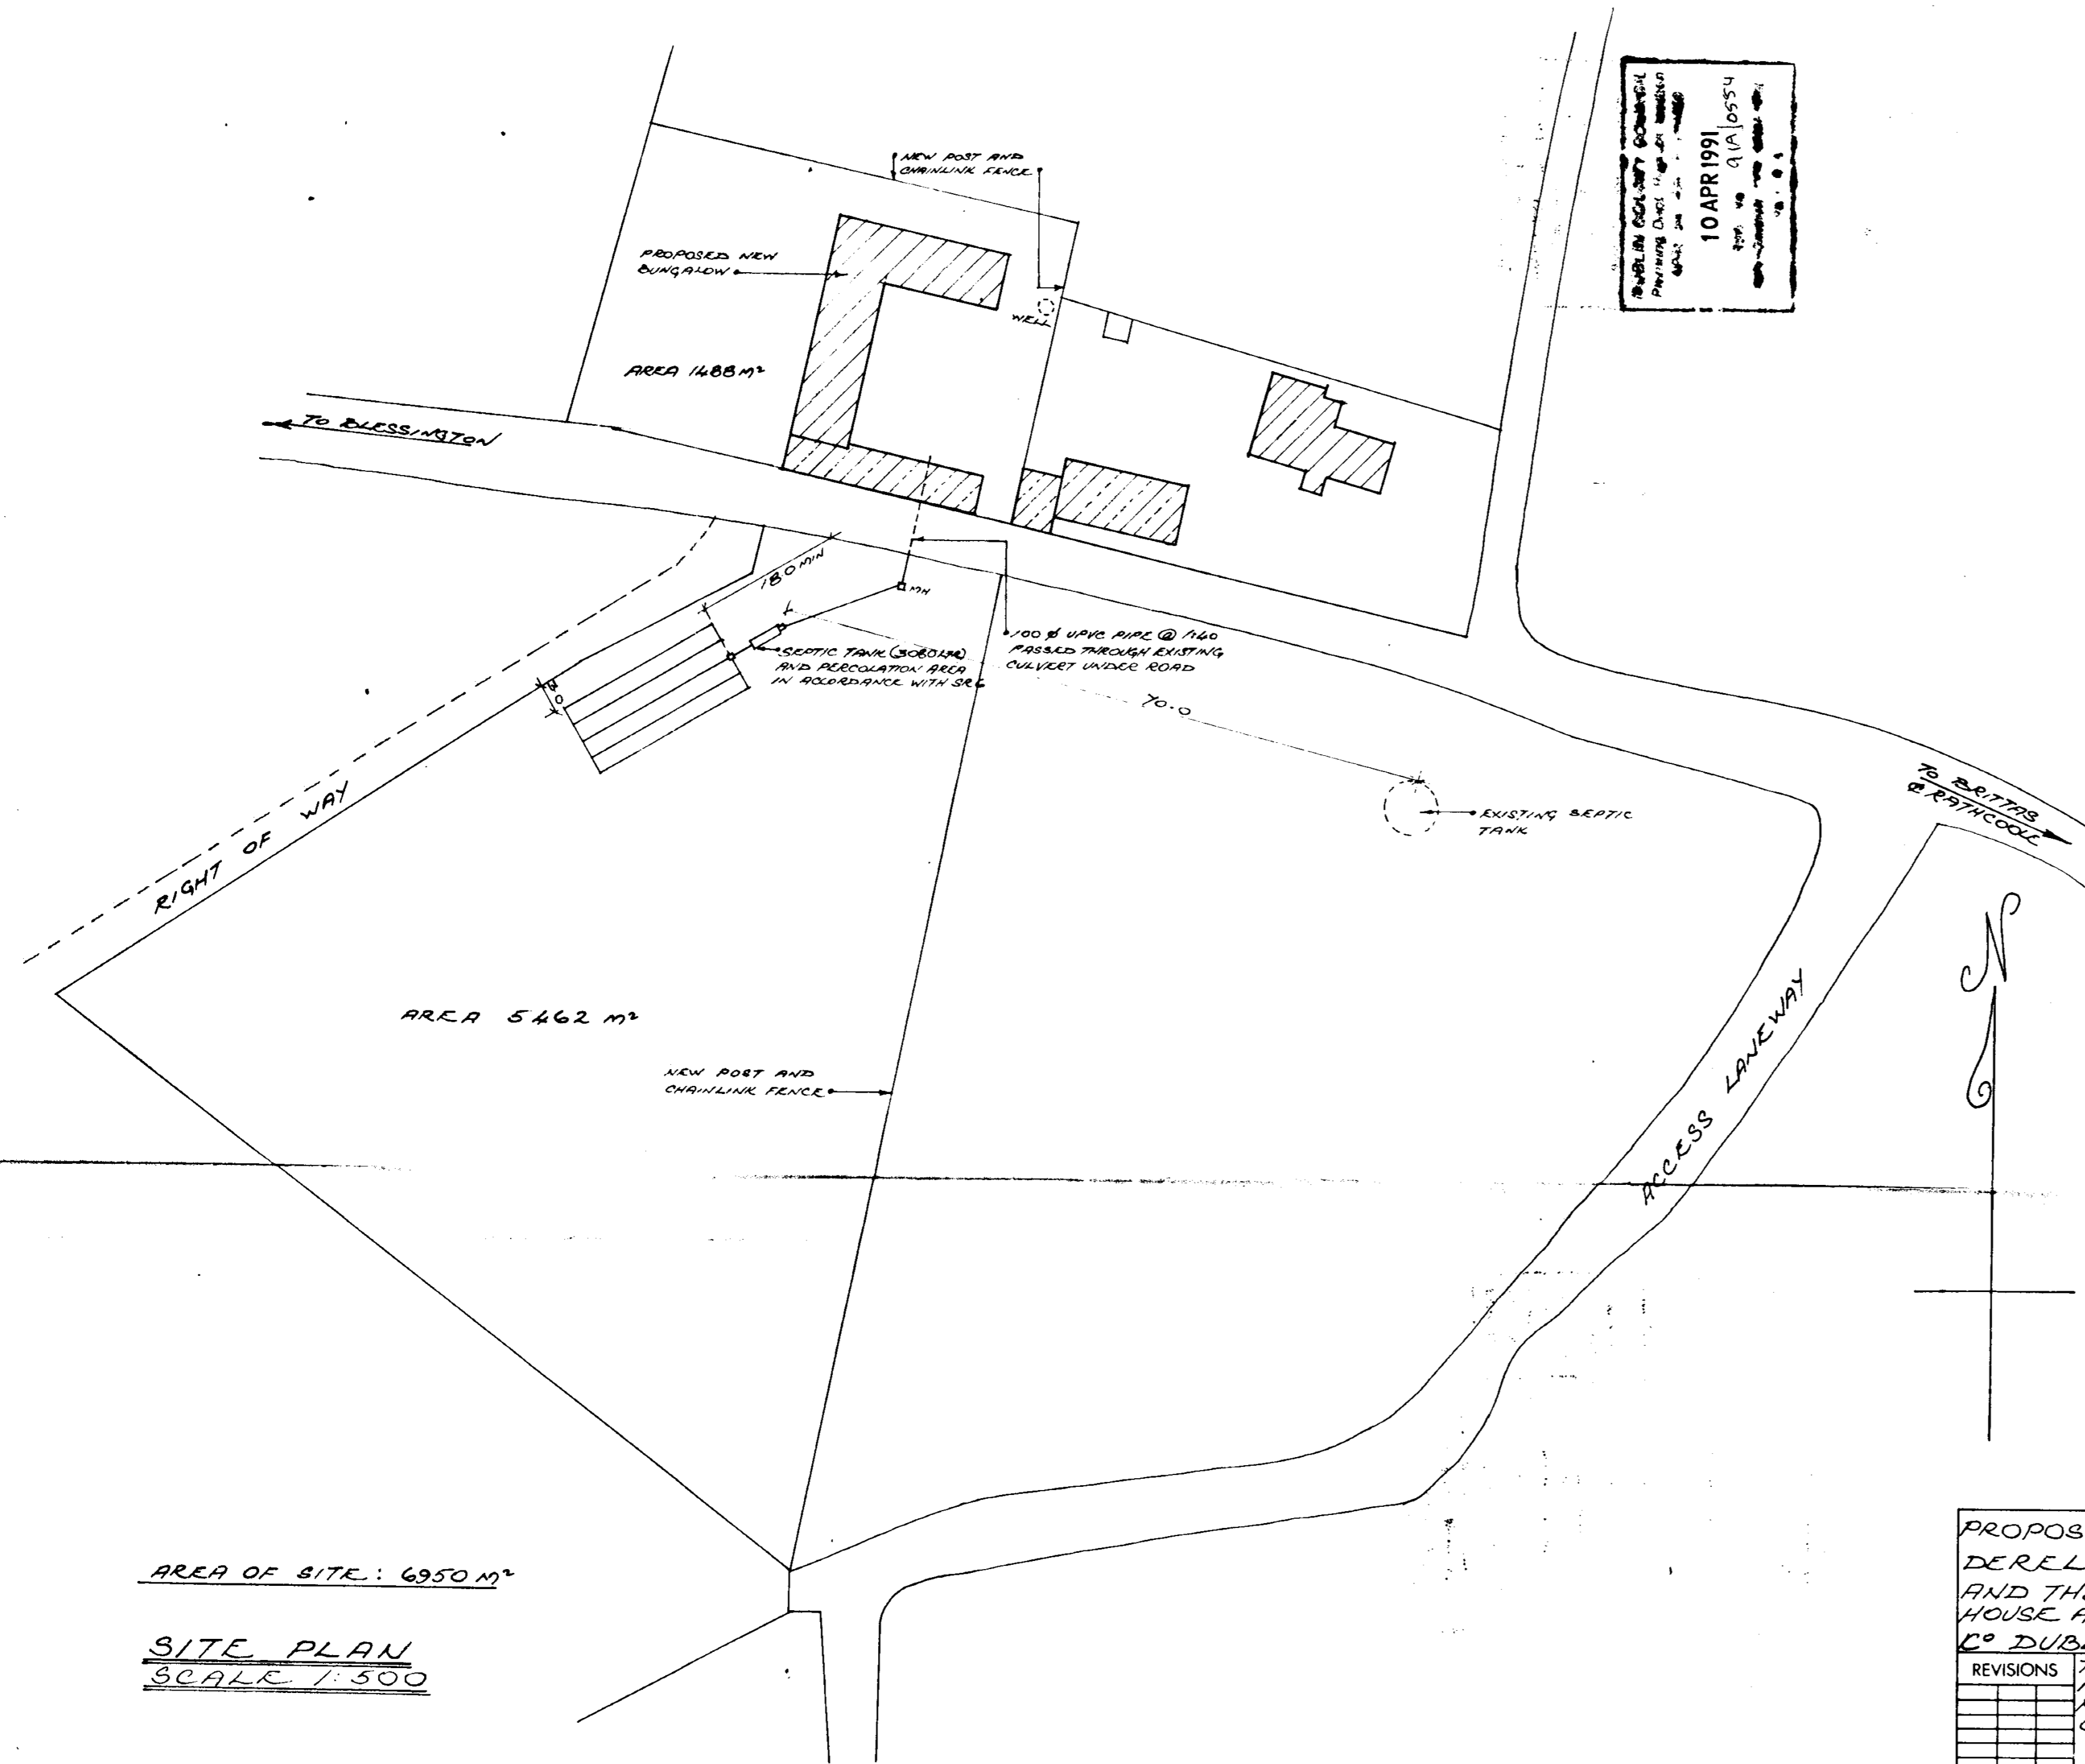 NEW POST AND
CHAINLINK FENCE
PROPOSED NEW
BUNGALOW
WELL
AREA 1488 M²
TO BLESSINGTON
10 APR 1991
91A/0554
18.0 MIN
MH
SEPTIC TANK
AND PERCOLATION AREA
IN ACCORDANCE WITH SR6
100 Ø UPVC PIPE @ 1:40
PASSED THROUGH EXISTING
CULVERT UNDER ROAD
70.0
EXISTING SEPTIC
TANK
TO BRITTAS
& RATHCOOLE
RIGHT OF WAY
N
AREA 5462 M²
NEW POST AND
CHAINLINK FENCE
ACCESS LANEWAY
AREA OF SITE: 6950 M²
SITE PLAN
SCALE 1:500
PROPOS
DEREL
AND TH
HOUSE A
Cº DUB
REVISIONS